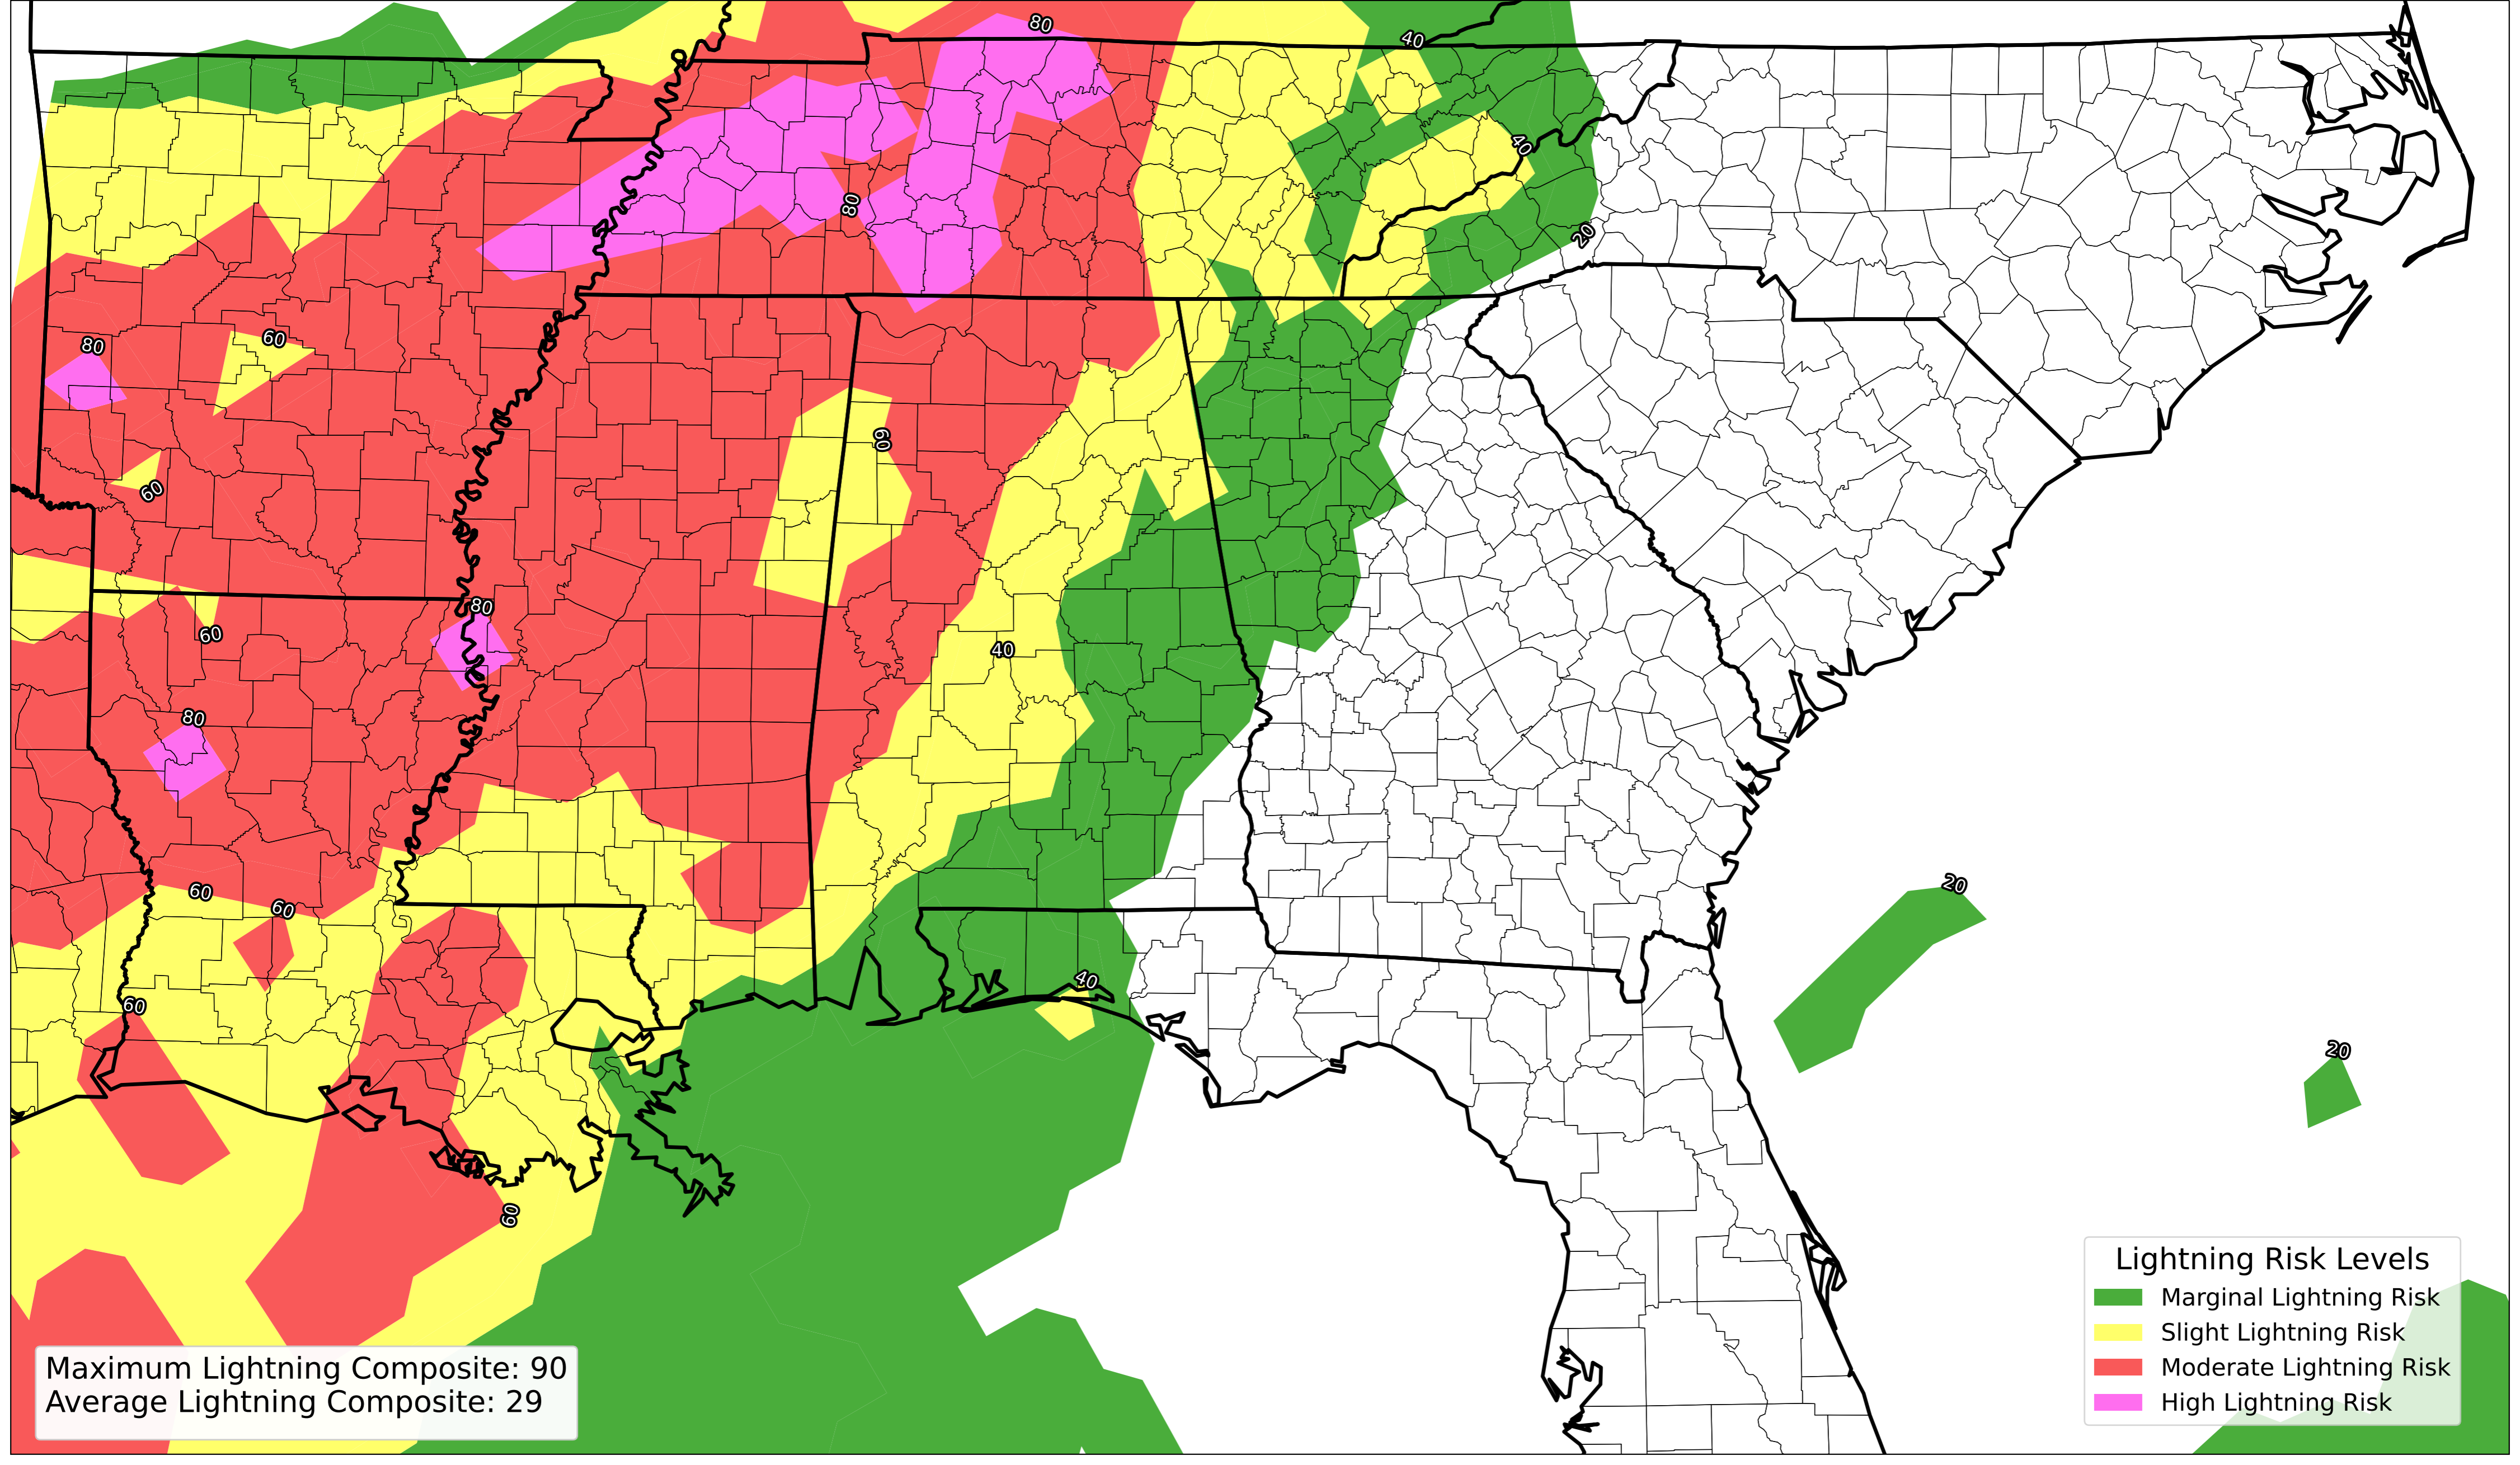 80
40
40
80
20
60
80
60
60
80
60
40
80
20
60
60
40
60
20
60
Lightning Risk Levels
Marginal Lightning Risk
Slight Lightning Risk
Moderate Lightning Risk
High Lightning Risk
Maximum Lightning Composite: 90
Average Lightning Composite: 29